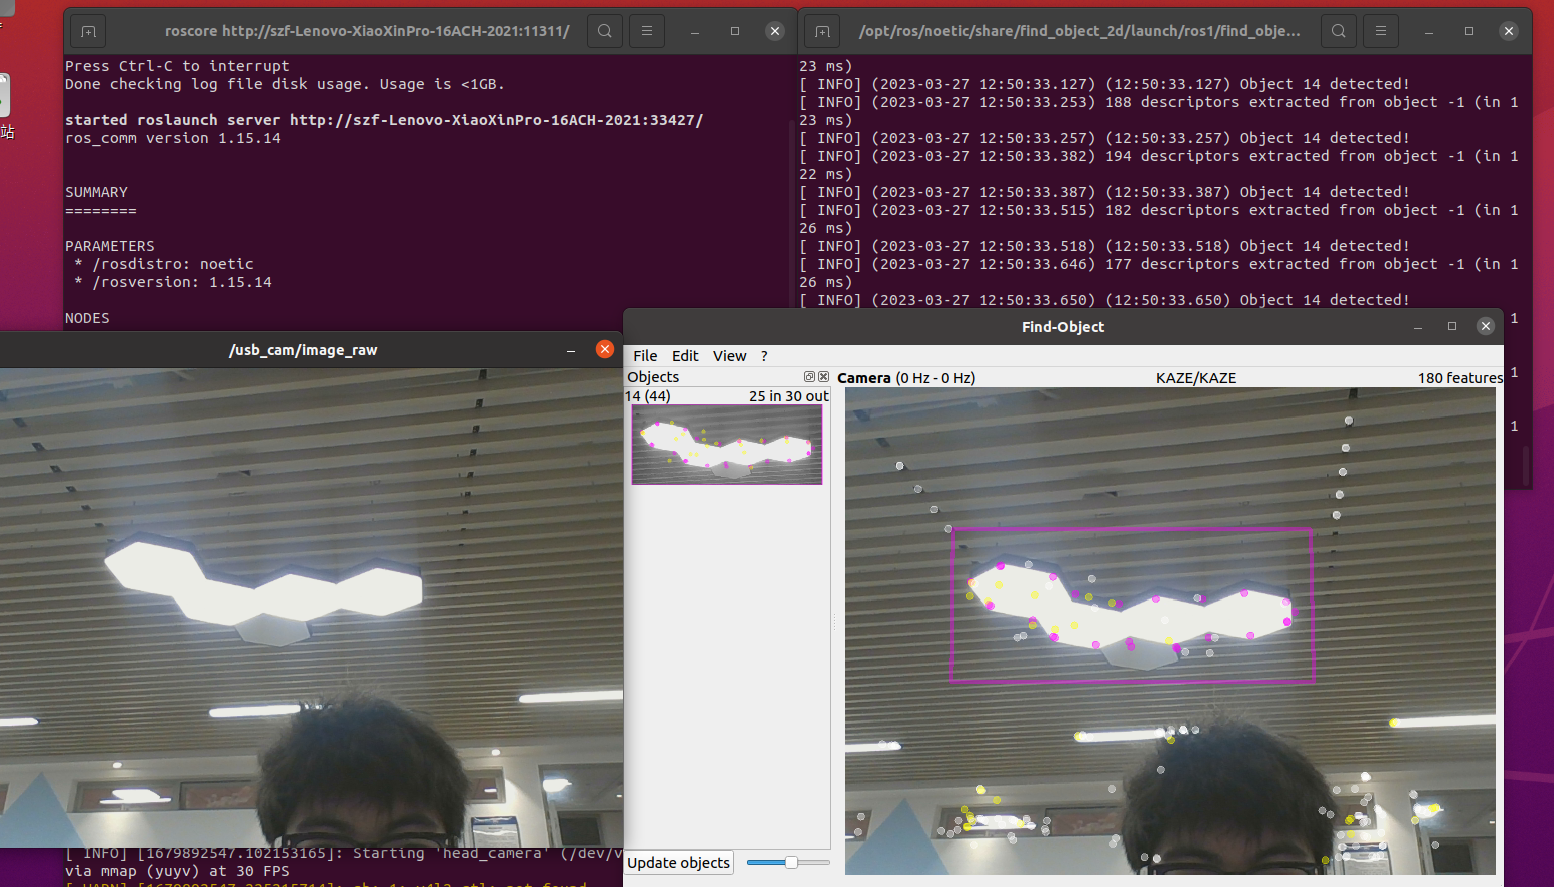 站
roscore http://szf-Lenovo-XiaoXinPro-16ACH-2021:11311/
Press Ctrl-C to interrupt
Done checking log file disk usage. Usage is <1GB.
started roslaunch server http://szf-Lenovo-XiaoXinPro-16ACH-2021:33427/
ros_comm version 1.15.14
SUMMARY
========
PARAMETERS
* /rosdistro: noetic
* /rosversion: 1.15.14
NODES
/opt/ros/noetic/share/find_object_2d/launch/ros1/find_obje...
23 ms)
[ INFO] (2023-03-27 12:50:33.127) (12:50:33.127) Object 14 detected!
[ INFO] (2023-03-27 12:50:33.253) 188 descriptors extracted from object -1 (in 1
23 ms)
[ INFO] (2023-03-27 12:50:33.257) (12:50:33.257) Object 14 detected!
[ INFO] (2023-03-27 12:50:33.382) 194 descriptors extracted from object -1 (in 1
22 ms)
[ INFO] (2023-03-27 12:50:33.387) (12:50:33.387) Object 14 detected!
[ INFO] (2023-03-27 12:50:33.515) 182 descriptors extracted from object -1 (in 1
26 ms)
[ INFO] (2023-03-27 12:50:33.518) (12:50:33.518) Object 14 detected!
[ INFO] (2023-03-27 12:50:33.646) 177 descriptors extracted from object -1 (in 1
26 ms)
[ INFO] (2023-03-27 12:50:33.650) (12:50:33.650) Object 14 detected!
1
1
1
/usb_cam/image_raw
[ INFO] [1679892547.102153165]: Starting 'head_camera' (/dev/v
via mmap (yuyv) at 30 FPS
Find-Object
File Edit View ?
Objects
14 (44) 25 in 30 out
Camera (0 Hz - 0 Hz) KAZE/KAZE 180 features
Update objects